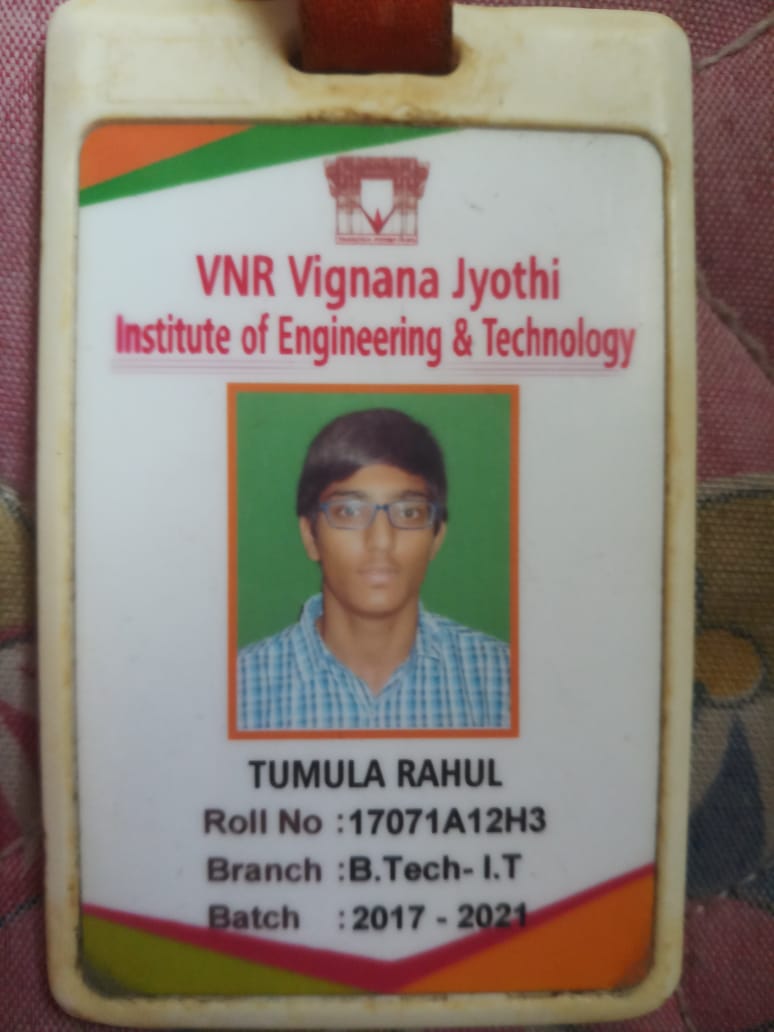 VNR Vignana Jyothi
Institute of Engineering & Technology
TUMULA RAHUL
Roll No :17071A12H3
Branch :B.Tech- I.T
Batch : 2017 - 2021